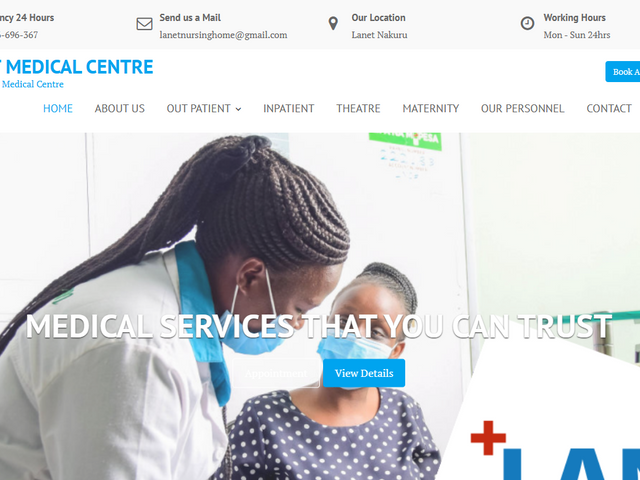 ncy 24 Hours
Send us a Mail
Our Location
Working Hours
-696-367
lanetnursinghome@gmail.com
Lanet Nakuru
Mon - Sun 24hrs
MEDICAL CENTRE
Medical Centre
Book A
HOME
ABOUT US
OUT PATIENT
INPATIENT
THEATRE
MATERNITY
OUR PERSONNEL
CONTACT
MEDICAL SERVICES THAT YOU CAN TRUST
Appointment
View Details
LAN